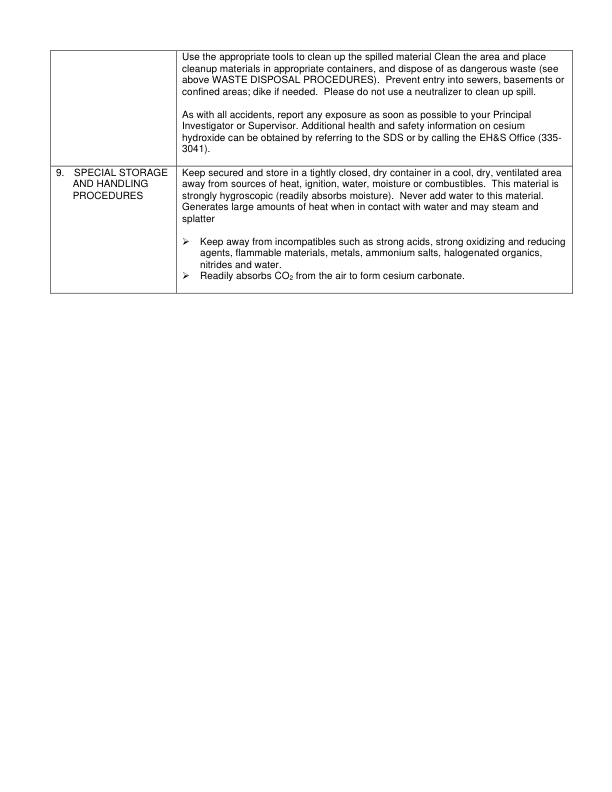 Use the appropriate tools to clean up the spilled material Clean the area and place
cleanup materials in appropriate containers, and dispose of as dangerous waste (see
above WASTE DISPOSAL PROCEDURES).  Prevent entry into sewers, basements or
confined areas; dike if needed.  Please do not use a neutralizer to clean up spill.
As with all accidents, report any exposure as soon as possible to your Principal
Investigator or Supervisor. Additional health and safety information on cesium
hydroxide can be obtained by referring to the SDS or by calling the EH&S Office (335-
3041).
9. SPECIAL STORAGE
AND HANDLING
PROCEDURES
Keep secured and store in a tightly closed, dry container in a cool, dry, ventilated area
away from sources of heat, ignition, water, moisture or combustibles.  This material is
strongly hygroscopic (readily absorbs moisture).  Never add water to this material.
Generates large amounts of heat when in contact with water and may steam and
splatter
➢ Keep away from incompatibles such as strong acids, strong oxidizing and reducing
agents, flammable materials, metals, ammonium salts, halogenated organics,
nitrides and water.
➢ Readily absorbs CO₂ from the air to form cesium carbonate.